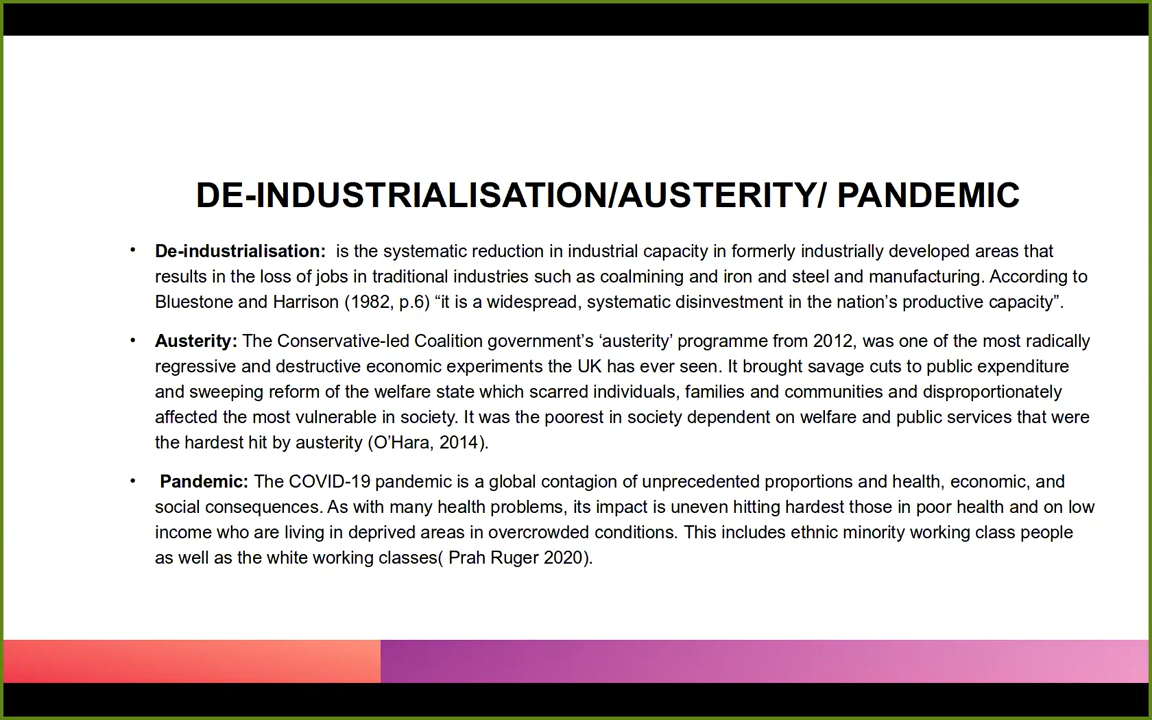 DE-INDUSTRIALISATION/AUSTERITY/ PANDEMIC
• De-industrialisation:  is the systematic reduction in industrial capacity in formerly industrially developed areas that
results in the loss of jobs in traditional industries such as coalmining and iron and steel and manufacturing. According to
Bluestone and Harrison (1982, p.6) “it is a widespread, systematic disinvestment in the nation’s productive capacity”.
• Austerity: The Conservative-led Coalition government’s ‘austerity’ programme from 2012, was one of the most radically
regressive and destructive economic experiments the UK has ever seen. It brought savage cuts to public expenditure
and sweeping reform of the welfare state which scarred individuals, families and communities and disproportionately
affected the most vulnerable in society. It was the poorest in society dependent on welfare and public services that were
the hardest hit by austerity (O’Hara, 2014).
• Pandemic: The COVID-19 pandemic is a global contagion of unprecedented proportions and health, economic, and
social consequences. As with many health problems, its impact is uneven hitting hardest those in poor health and on low
income who are living in deprived areas in overcrowded conditions. This includes ethnic minority working class people
as well as the white working classes( Prah Ruger 2020).